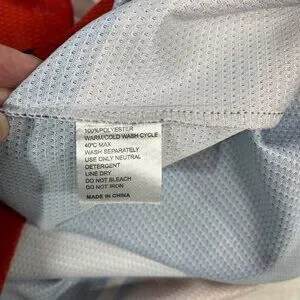 100%POLYESTER
WARM/COLD WASH CYCLE
40°C MAX
WASH SEPARATELY
USE ONLY NEUTRAL
DETERGENT
LINE DRY
DO NOT BLEACH
DO NOT IRON
MADE IN CHINA